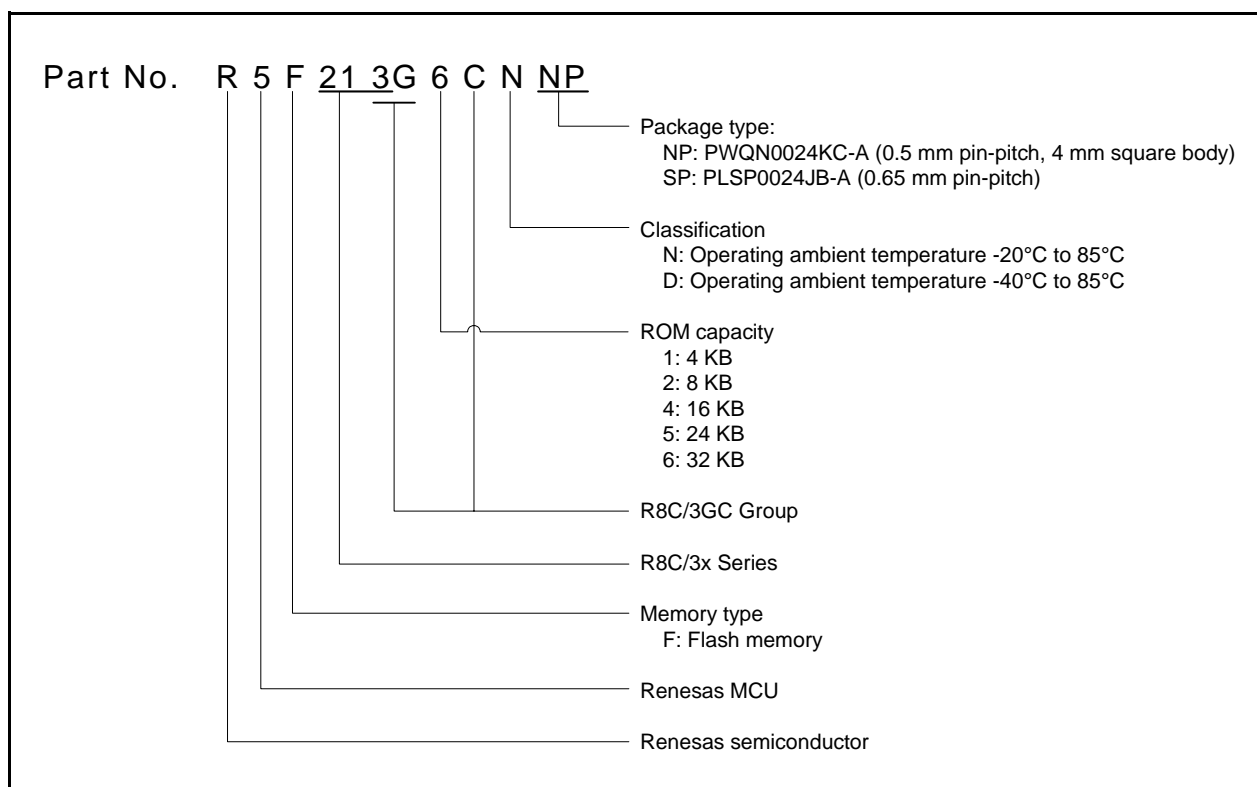 Part No. R 5 F 21 3G 6 C N NP
Package type:
NP: PWQN0024KC-A (0.5 mm pin-pitch, 4 mm square body)
SP: PLSP0024JB-A (0.65 mm pin-pitch)
Classification
N: Operating ambient temperature -20°C to 85°C
D: Operating ambient temperature -40°C to 85°C
ROM capacity
1: 4 KB
2: 8 KB
4: 16 KB
5: 24 KB
6: 32 KB
R8C/3GC Group
R8C/3x Series
Memory type
F: Flash memory
Renesas MCU
Renesas semiconductor